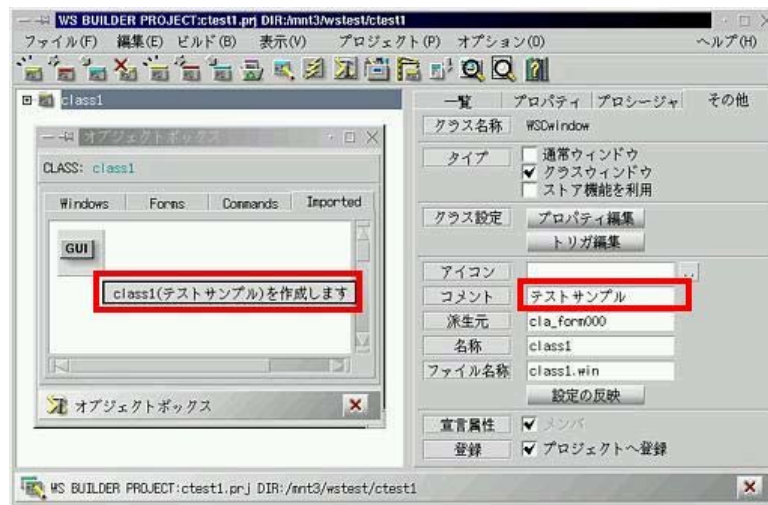 WS BUILDER PROJECT:ctest1.prj DIR:/mnt3/wstest/ctest1
ファイル(F) 編集(E) ビルド(B) 表示(V) プロジェクト(P) オプション(O) ヘルプ(H)
class1
オブジェクトボックス
CLASS: class1
Windows Forms Commands Imported
GUI
class1(テストサンプル)を作成します
オブジェクトボックス
一覧 プロパティ プロシージャ その他
クラス名称 WSCwindow
タイプ 通常ウィンドウ
クラスウィンドウ
ストア機能を利用
クラス設定 プロパティ編集
トリガ編集
アイコン ..
コメント テストサンプル
派生元 cla_form000
名称 class1
ファイル名称 class1.win
設定の反映
宣言属性 メンバ
登録 プロジェクトへ登録
WS BUILDER PROJECT:ctest1.prj DIR:/mnt3/wstest/ctest1